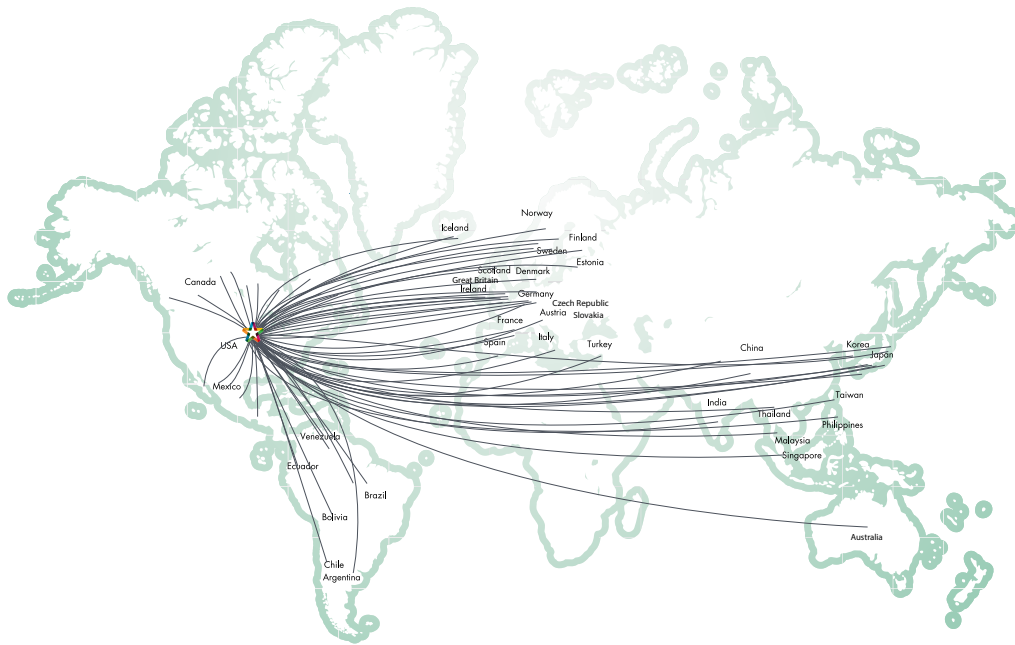 Norway
Iceland
Finland
Sweden
Estonia
Scotland
Denmark
Great Britain
Ireland
Canada
Germany
Czech Republic
Austria
Slovakia
France
Italy
Spain
Turkey
USA
China
Korea
Japan
Mexico
Taiwan
India
Thailand
Philippines
Venezuela
Malaysia
Singapore
Ecuador
Brazil
Bolivia
Australia
Chile
Argentina